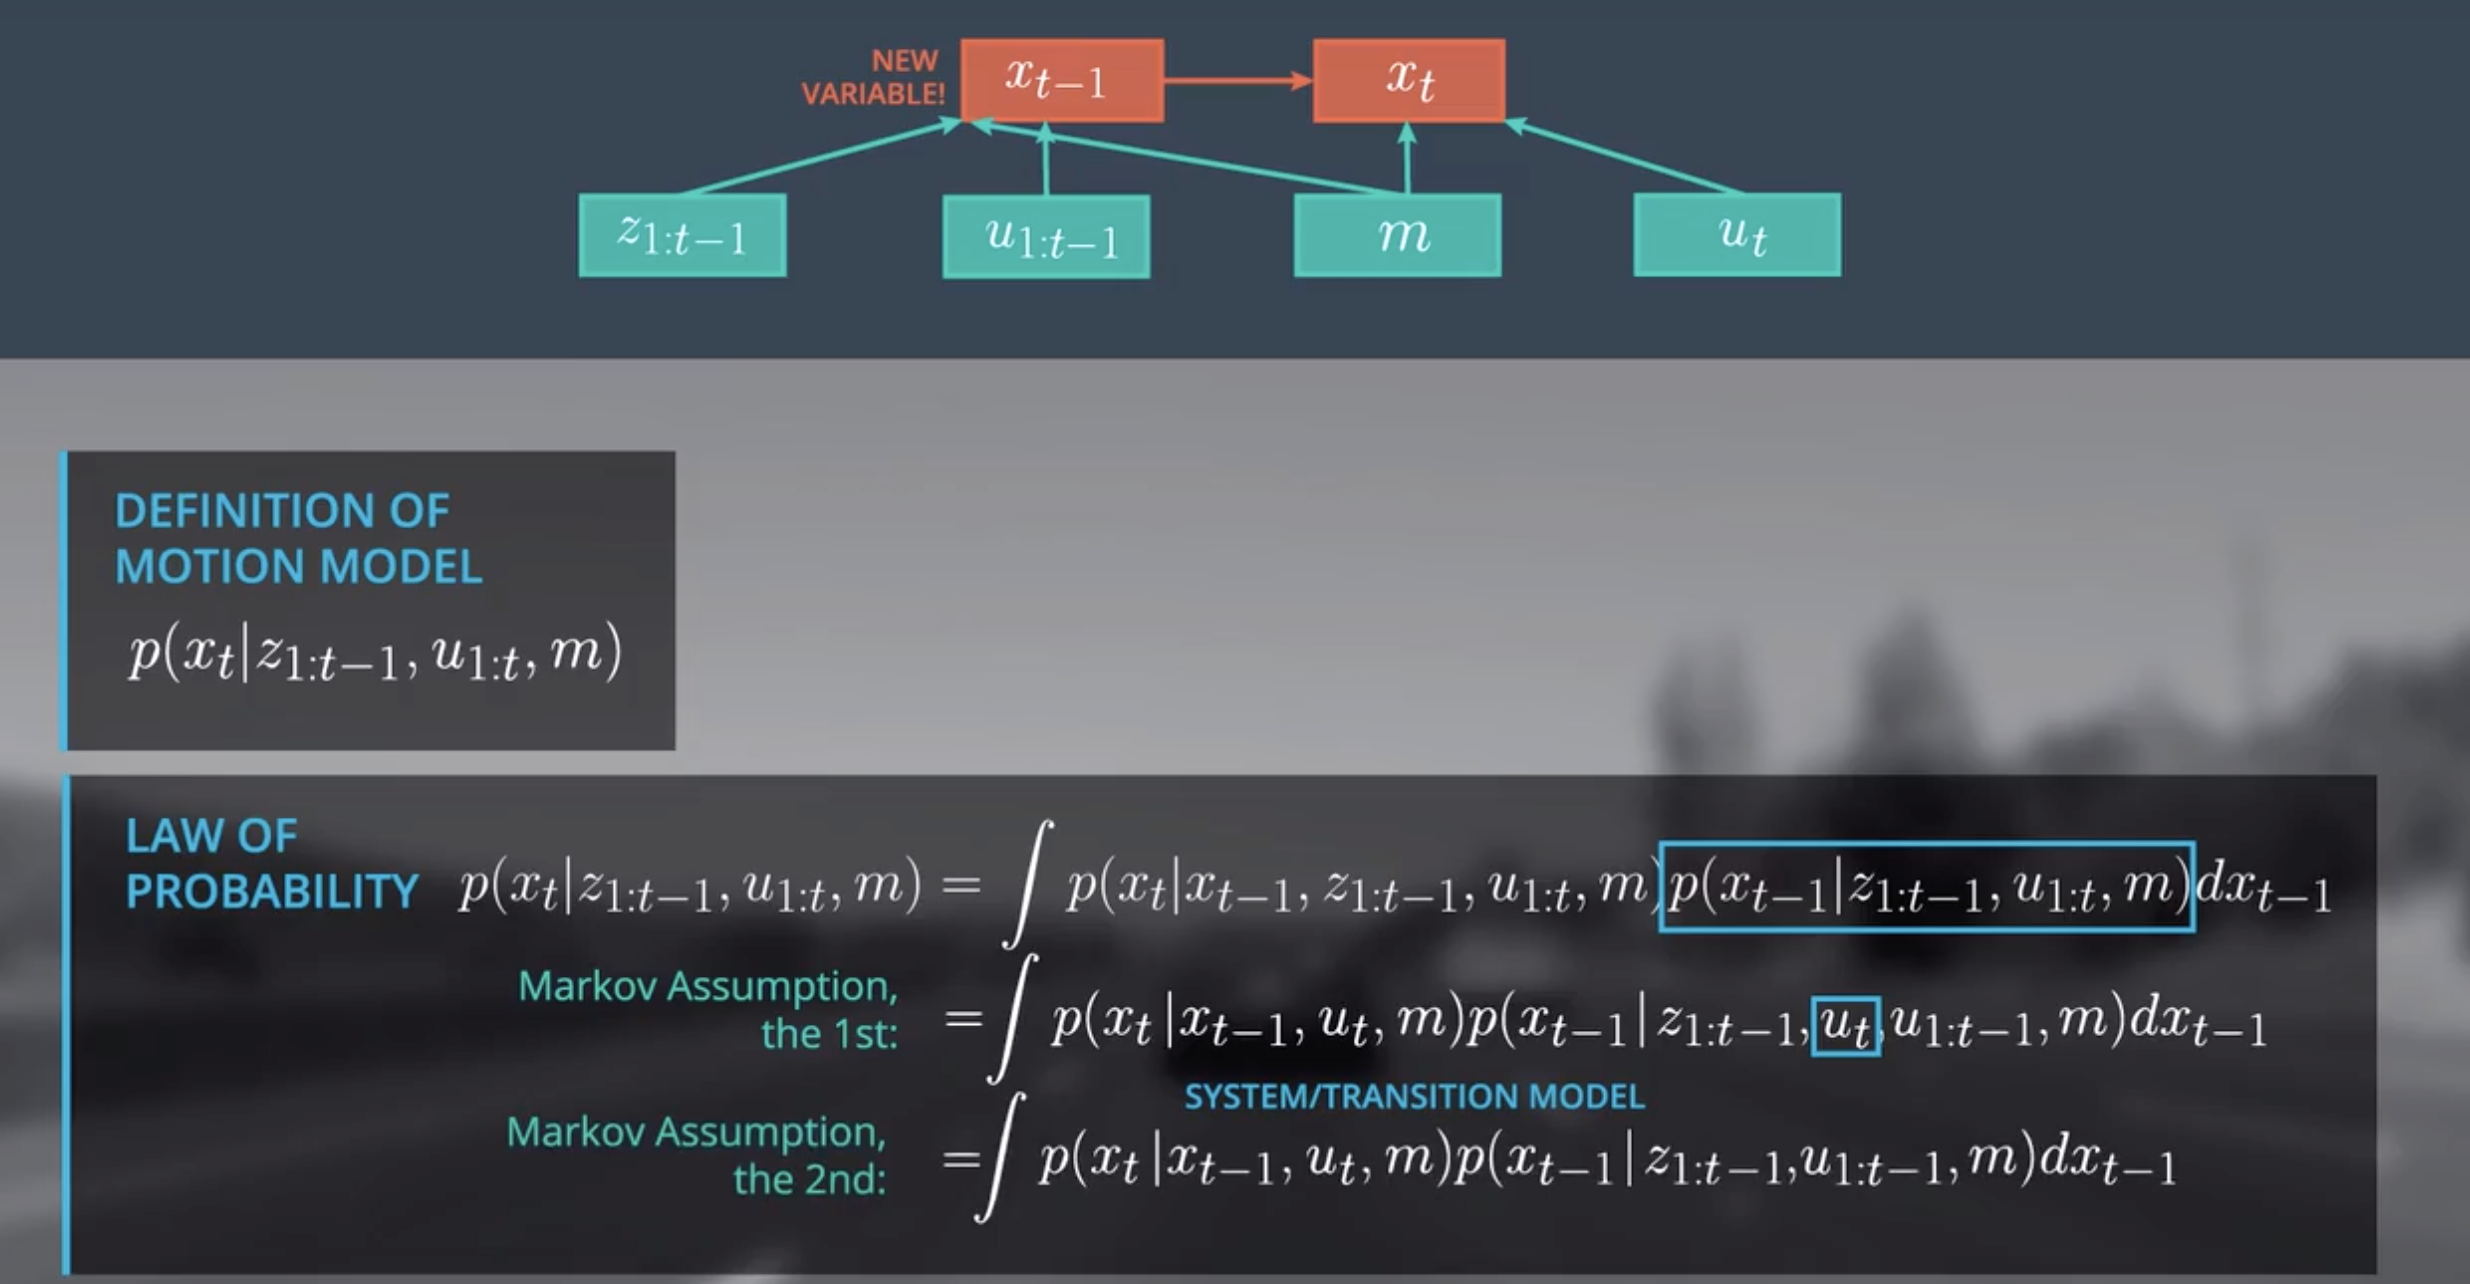 NEW
VARIABLE!
x_{t−1}
x_t
z_{1:t−1}
u_{1:t−1}
m
u_t
DEFINITION OF
MOTION MODEL
p(x_t|z_{1:t−1}, u_{1:t}, m)
LAW OF
PROBABILITY
p(x_t|z_{1:t−1}, u_{1:t}, m) = ∫ p(x_t|x_{t−1}, z_{1:t−1}, u_{1:t}, m)p(x_{t−1}|z_{1:t−1}, u_{1:t}, m)dx_{t−1}
Markov Assumption,
the 1st:
= ∫ p(x_t|x_{t−1}, u_t, m)p(x_{t−1}|z_{1:t−1}, u_t, u_{1:t−1}, m)dx_{t−1}
SYSTEM/TRANSITION MODEL
Markov Assumption,
the 2nd:
= ∫ p(x_t|x_{t−1}, u_t, m)p(x_{t−1}|z_{1:t−1}, u_{1:t−1}, m)dx_{t−1}